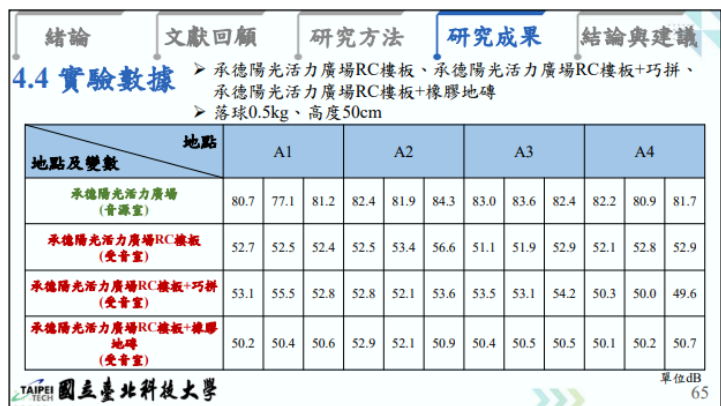 緒論 文獻回顧 研究方法 研究成果 結論與建議
4.4 實驗數據
➢ 承德陽光活力廣場RC樓板、承德陽光活力廣場RC樓板+巧拼、
承德陽光活力廣場RC樓板+橡膠地磚
➢ 落球0.5kg、高度50cm
地點
地點及變數
A1 A2 A3 A4
承德陽光活力廣場
(音源室)
80.7 77.1 81.2 82.4 81.9 84.3 83.0 83.6 82.4 82.2 80.9 81.7
承德陽光活力廣場RC樓板
(受音室)
52.7 52.5 52.4 52.5 53.4 56.6 51.1 51.9 52.9 52.1 52.8 52.9
承德陽光活力廣場RC樓板+巧拼
(受音室)
53.1 55.5 52.8 52.8 52.1 53.6 53.5 53.1 54.2 50.3 50.0 49.6
承德陽光活力廣場RC樓板+橡膠
地磚
(受音室)
50.2 50.4 50.6 52.9 52.1 50.9 50.4 50.5 50.5 50.1 50.2 50.7
單位dB
TAIPEI
TECH
國立臺北科技大學
65